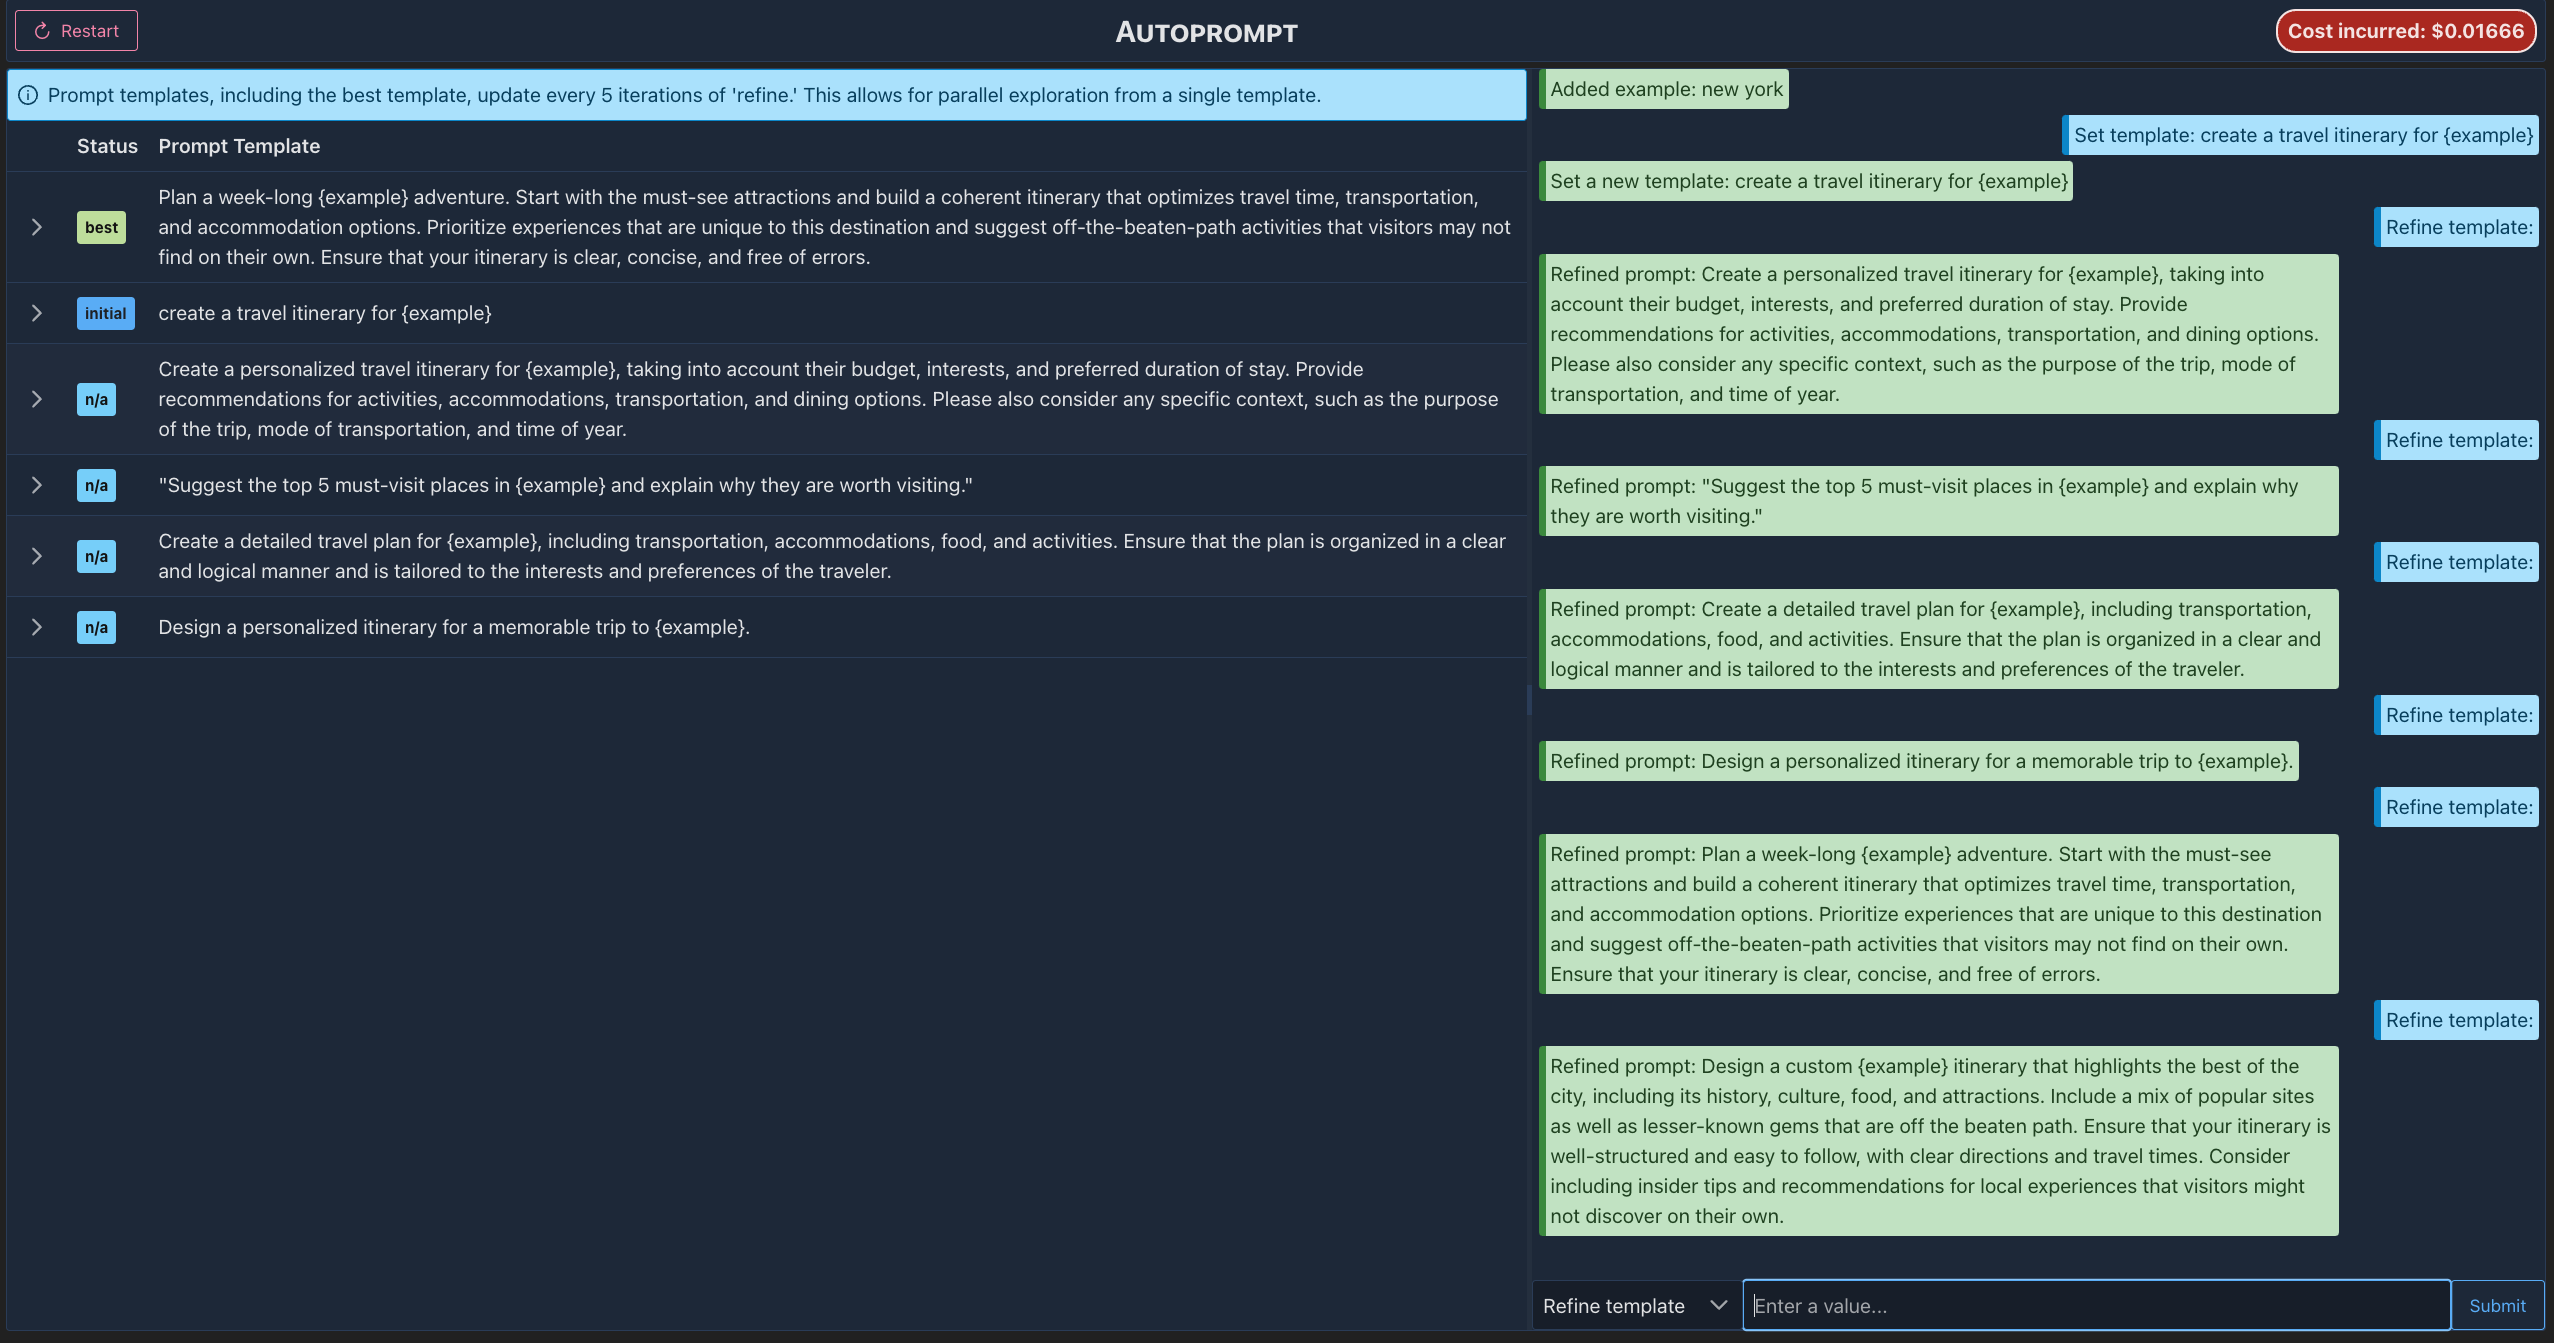 Restart
AUTOPROMPT
Cost incurred: $0.01666
Prompt templates, including the best template, update every 5 iterations of 'refine.' This allows for parallel exploration from a single template.
Status Prompt Template
best
Plan a week-long {example} adventure. Start with the must-see attractions and build a coherent itinerary that optimizes travel time, transportation,
and accommodation options. Prioritize experiences that are unique to this destination and suggest off-the-beaten-path activities that visitors may not
find on their own. Ensure that your itinerary is clear, concise, and free of errors.
initial
create a travel itinerary for {example}
n/a
Create a personalized travel itinerary for {example}, taking into account their budget, interests, and preferred duration of stay. Provide
recommendations for activities, accommodations, transportation, and dining options. Please also consider any specific context, such as the purpose
of the trip, mode of transportation, and time of year.
n/a
"Suggest the top 5 must-visit places in {example} and explain why they are worth visiting."
n/a
Create a detailed travel plan for {example}, including transportation, accommodations, food, and activities. Ensure that the plan is organized in a clear
and logical manner and is tailored to the interests and preferences of the traveler.
n/a
Design a personalized itinerary for a memorable trip to {example}.
Added example: new york
Set template: create a travel itinerary for {example}
Set a new template: create a travel itinerary for {example}
Refine template:
Refined prompt: Create a personalized travel itinerary for {example}, taking into
account their budget, interests, and preferred duration of stay. Provide
recommendations for activities, accommodations, transportation, and dining options.
Please also consider any specific context, such as the purpose of the trip, mode of
transportation, and time of year.
Refine template:
Refined prompt: "Suggest the top 5 must-visit places in {example} and explain why
they are worth visiting."
Refine template:
Refined prompt: Create a detailed travel plan for {example}, including transportation,
accommodations, food, and activities. Ensure that the plan is organized in a clear and
logical manner and is tailored to the interests and preferences of the traveler.
Refine template:
Refined prompt: Design a personalized itinerary for a memorable trip to {example}.
Refine template:
Refined prompt: Plan a week-long {example} adventure. Start with the must-see
attractions and build a coherent itinerary that optimizes travel time, transportation,
and accommodation options. Prioritize experiences that are unique to this destination
and suggest off-the-beaten-path activities that visitors may not find on their own.
Ensure that your itinerary is clear, concise, and free of errors.
Refine template:
Refined prompt: Design a custom {example} itinerary that highlights the best of the
city, including its history, culture, food, and attractions. Include a mix of popular sites
as well as lesser-known gems that are off the beaten path. Ensure that your itinerary is
well-structured and easy to follow, with clear directions and travel times. Consider
including insider tips and recommendations for local experiences that visitors might
not discover on their own.
Refine template
Enter a value...
Submit